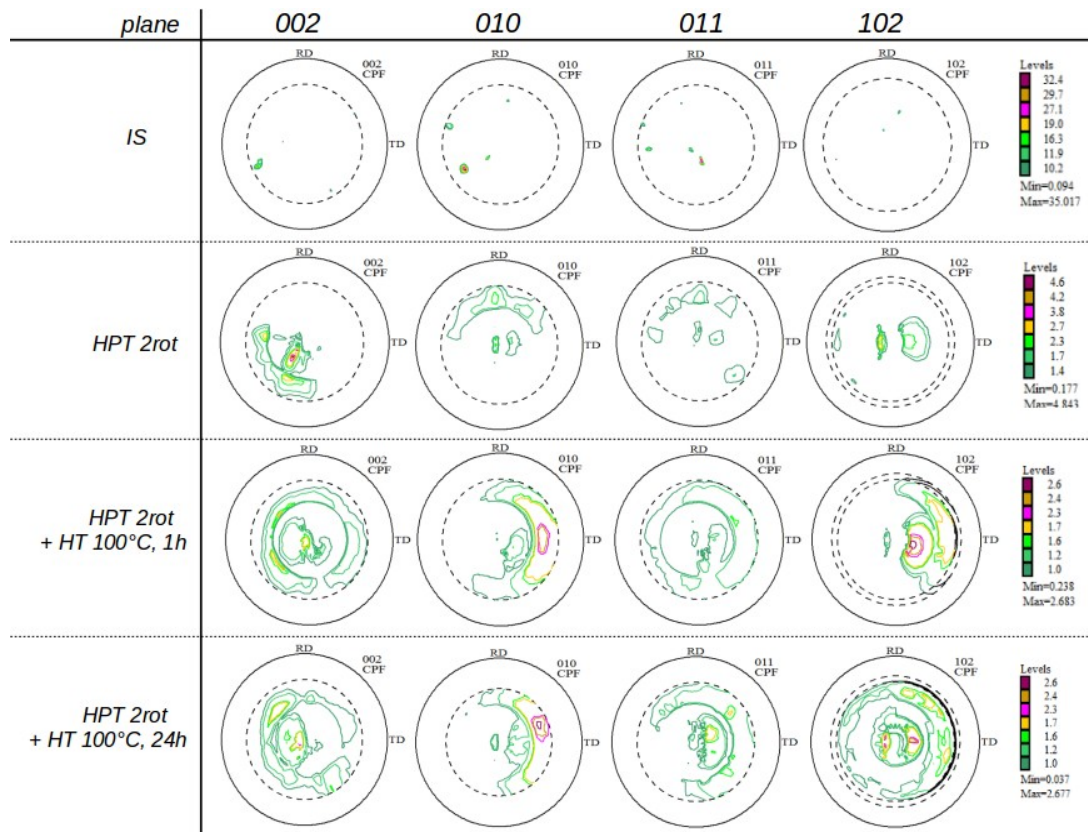 plane 002 010 011 102
IS
RD
002
CPF
TD
RD
010
CPF
TD
RD
011
CPF
TD
RD
102
CPF
TD
Levels
32.4
29.7
27.1
19.0
16.3
11.9
10.2
Min=0.094
Max=35.017
HPT 2rot
RD
002
CPF
TD
RD
010
CPF
TD
RD
011
CPF
TD
RD
102
CPF
TD
Levels
4.6
4.2
3.8
2.7
2.3
1.7
1.4
Min=0.177
Max=4.843
HPT 2rot
+ HT 100°C, 1h
RD
002
CPF
TD
RD
010
CPF
TD
RD
011
CPF
TD
RD
102
CPF
TD
Levels
2.6
2.4
2.3
1.7
1.6
1.2
1.0
Min=0.238
Max=2.683
HPT 2rot
+ HT 100°C, 24h
RD
002
CPF
TD
RD
010
CPF
TD
RD
011
CPF
TD
RD
102
CPF
TD
Levels
2.6
2.4
2.3
1.7
1.6
1.2
1.0
Min=0.037
Max=2.677